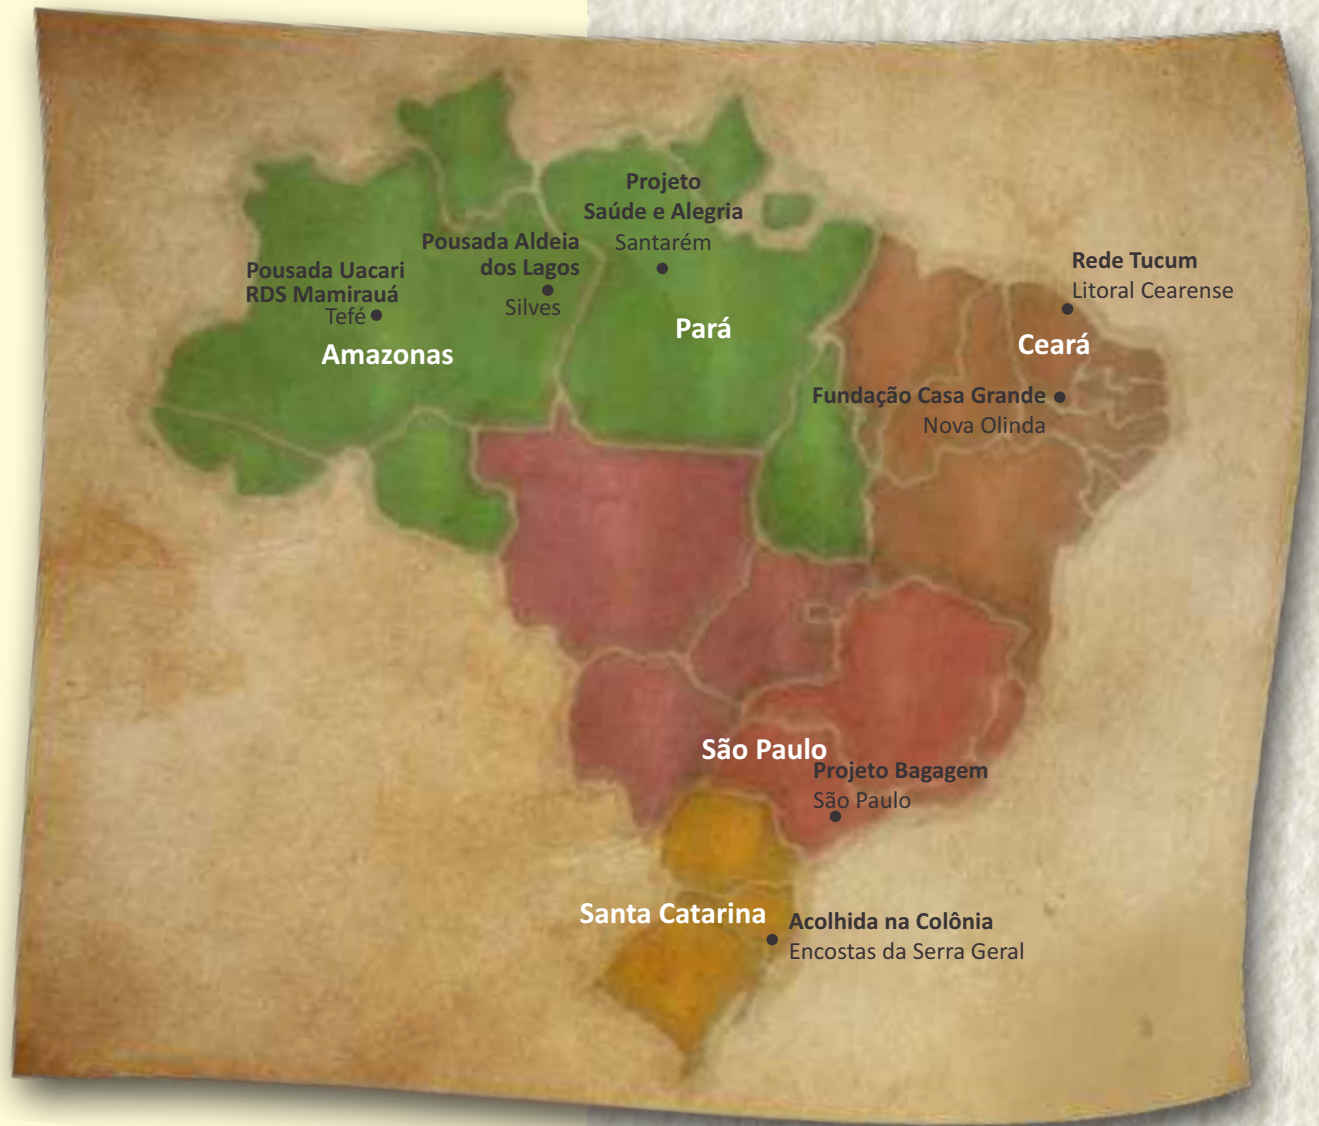 Projeto
Saúde e Alegria
Santarém
Pousada Aldeia
dos Lagos
Silves
Pousada Uacari
RDS Mamirauá
Tefé
Amazonas
Pará
Rede Tucum
Litoral Cearense
Ceará
Fundação Casa Grande
Nova Olinda
São Paulo
Projeto Bagagem
São Paulo
Santa Catarina
Acolhida na Colônia
Encostas da Serra Geral